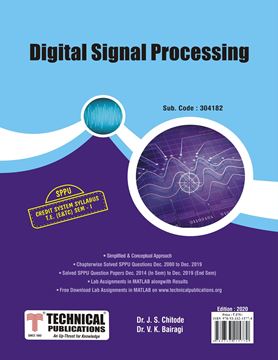 Digital Signal Processing
Sub. Code : 304182
SPPU
CREDIT SYSTEM SYLLABUS
T.E. (E&TC) SEM - I
• Simplified & Conceptual Approach
• Chapterwise Solved SPPU Questions Dec. 2000 to Dec. 2019
• Solved SPPU Question Papers Dec. 2014 (In Sem) to Dec. 2019 (End Sem)
• Lab Assignments in MATLAB alongwith Results
• Free Download Lab Assignments in MATLAB on www.technicalpublications.org
Edition : 2020
TECHNICAL
PUBLICATIONS
SINCE 1993
An Up-Thrust for Knowledge
Dr. J. S. Chitode
Dr. V. K. Bairagi